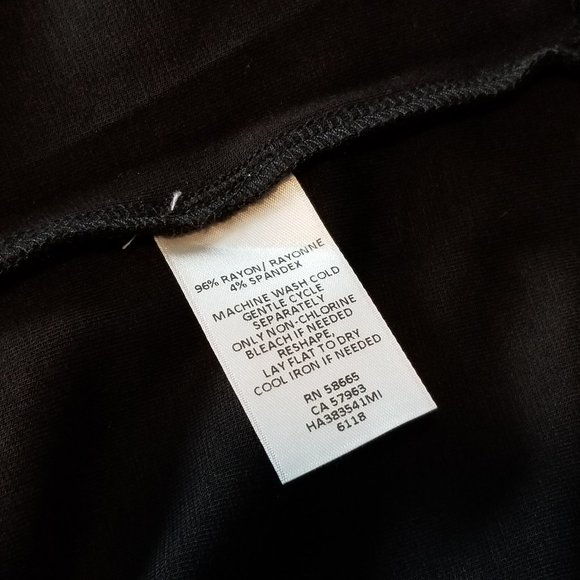 96% RAYON/ RAYONNE
4% SPANDEX
MACHINE WASH COLD
GENTLE CYCLE
SEPARATELY
ONLY NON-CHLORINE
BLEACH IF NEEDED
RESHAPE,
LAY FLAT TO DRY
COOL IRON IF NEEDED
RN 58665
CA 57963
HA383541MI
6118